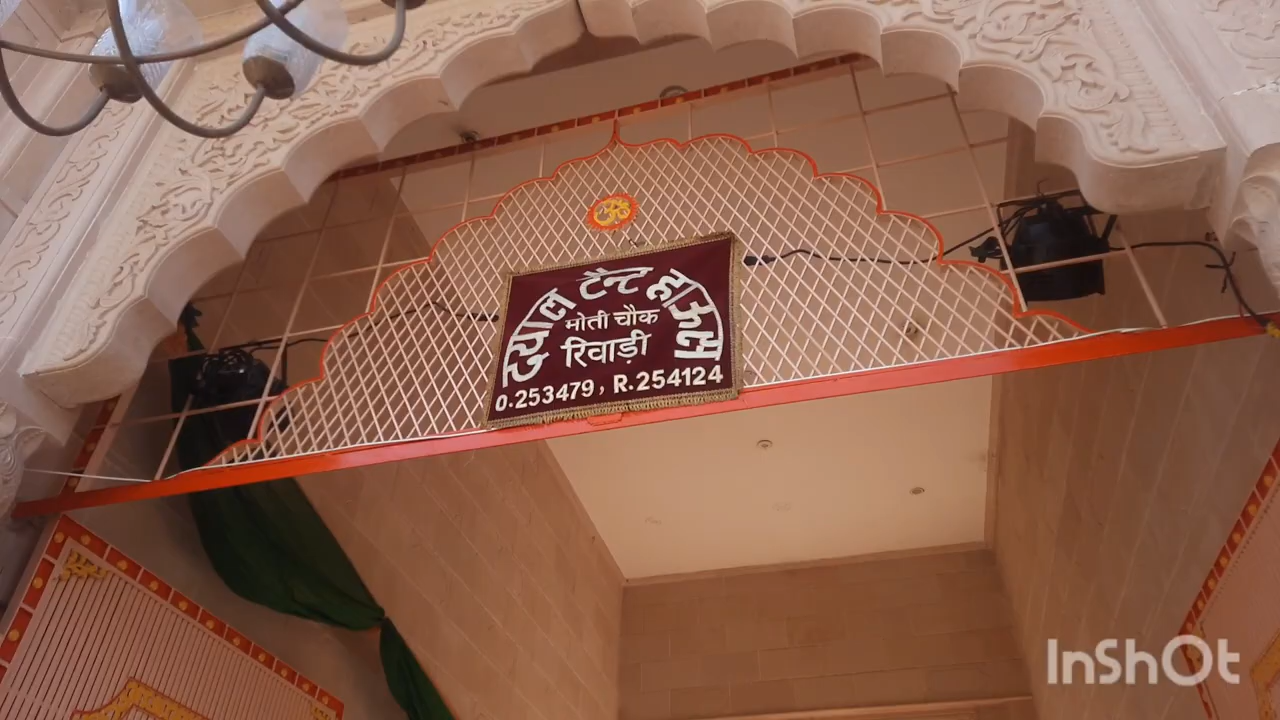 ॐ
दयाल टैन्ट हाऊस
मोती चौक
रिवाड़ी
O.253479, R.254124
InShOt